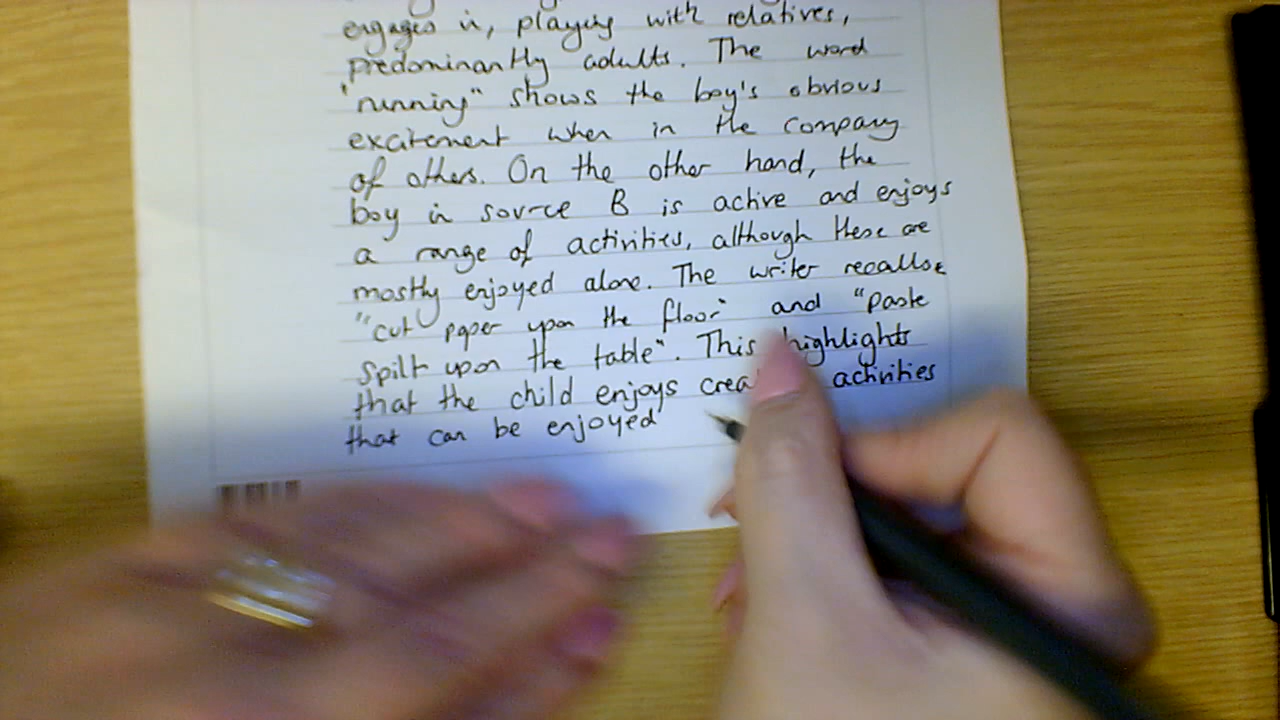 engages in, playing with relatives,
predominantly adults. The word
"running" shows the boy's obvious
excitement when in the company
of others. On the other hand, the
boy in source B is active and enjoys
a range of activities, although these are
mostly enjoyed alone. The writer recalls
"cut paper upon the floor" and "paste
spilt upon the table". This highlights
that the child enjoys activities
that can be enjoyed